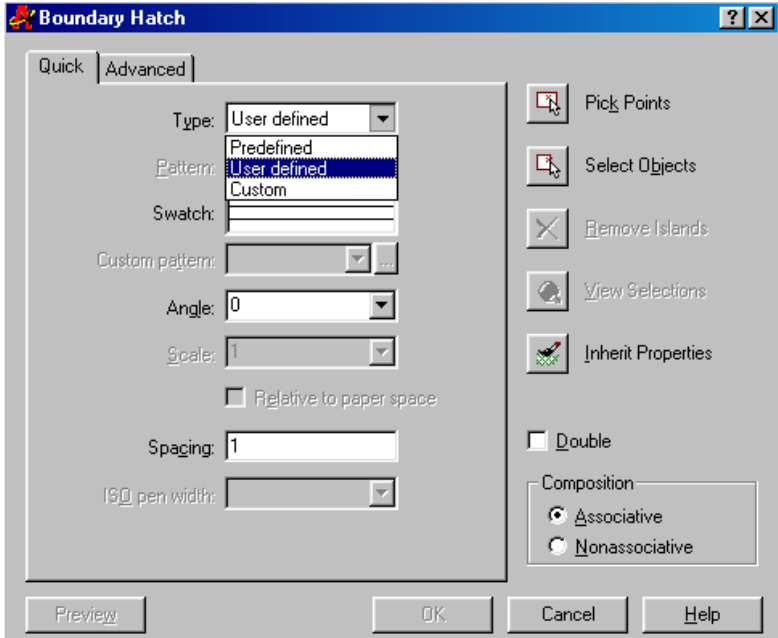 Boundary Hatch
Quick
Advanced
Type: User defined
Predefined
Pattern: User defined
Custom
Swatch:
Custom pattern: ...
Angle: 0
Scale: 1
Relative to paper space
Spacing: 1
ISO pen width:
Pick Points
Select Objects
Remove Islands
View Selections
Inherit Properties
Double
Composition
Associative
Nonassociative
Preview
OK
Cancel
Help